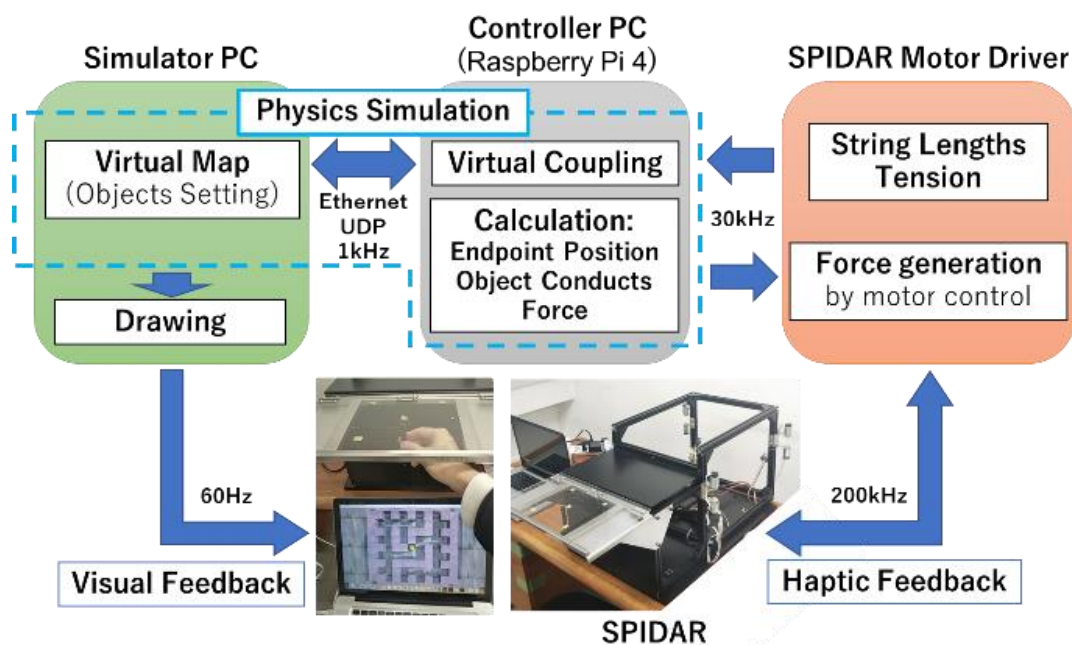 Simulator PC
Controller PC
(Raspberry Pi 4)
SPIDAR Motor Driver
Physics Simulation
Virtual Map
(Objects Setting)
Ethernet
UDP
1kHz
Virtual Coupling
Calculation:
Endpoint Position
Object Conducts
Force
30kHz
String Lengths
Tension
Force generation
by motor control
Drawing
60Hz
200kHz
Visual Feedback
Haptic Feedback
SPIDAR